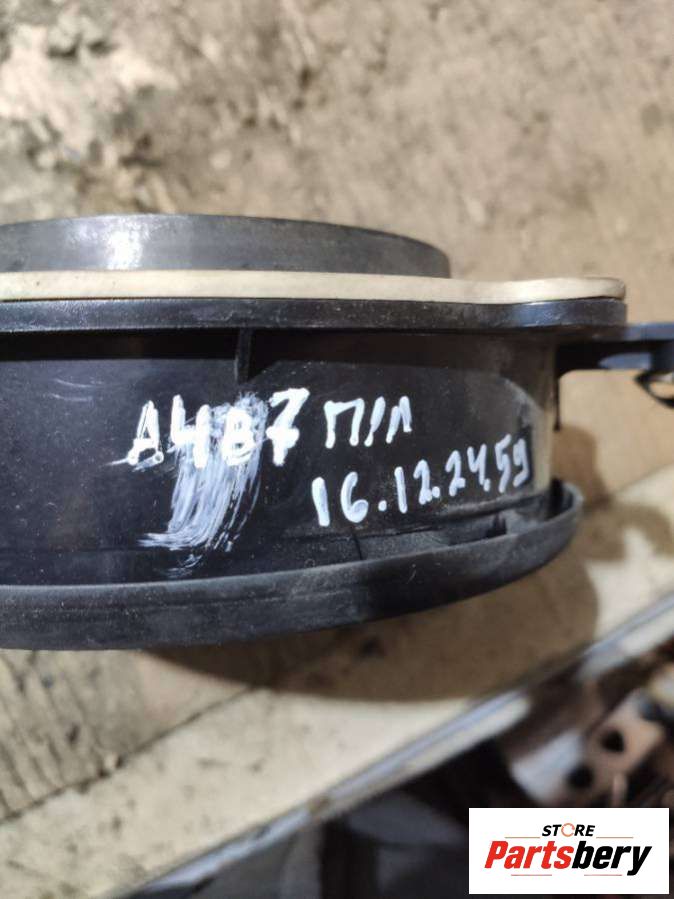 A4B7 П/Л
16.12.24.59
STORE
Partsbery